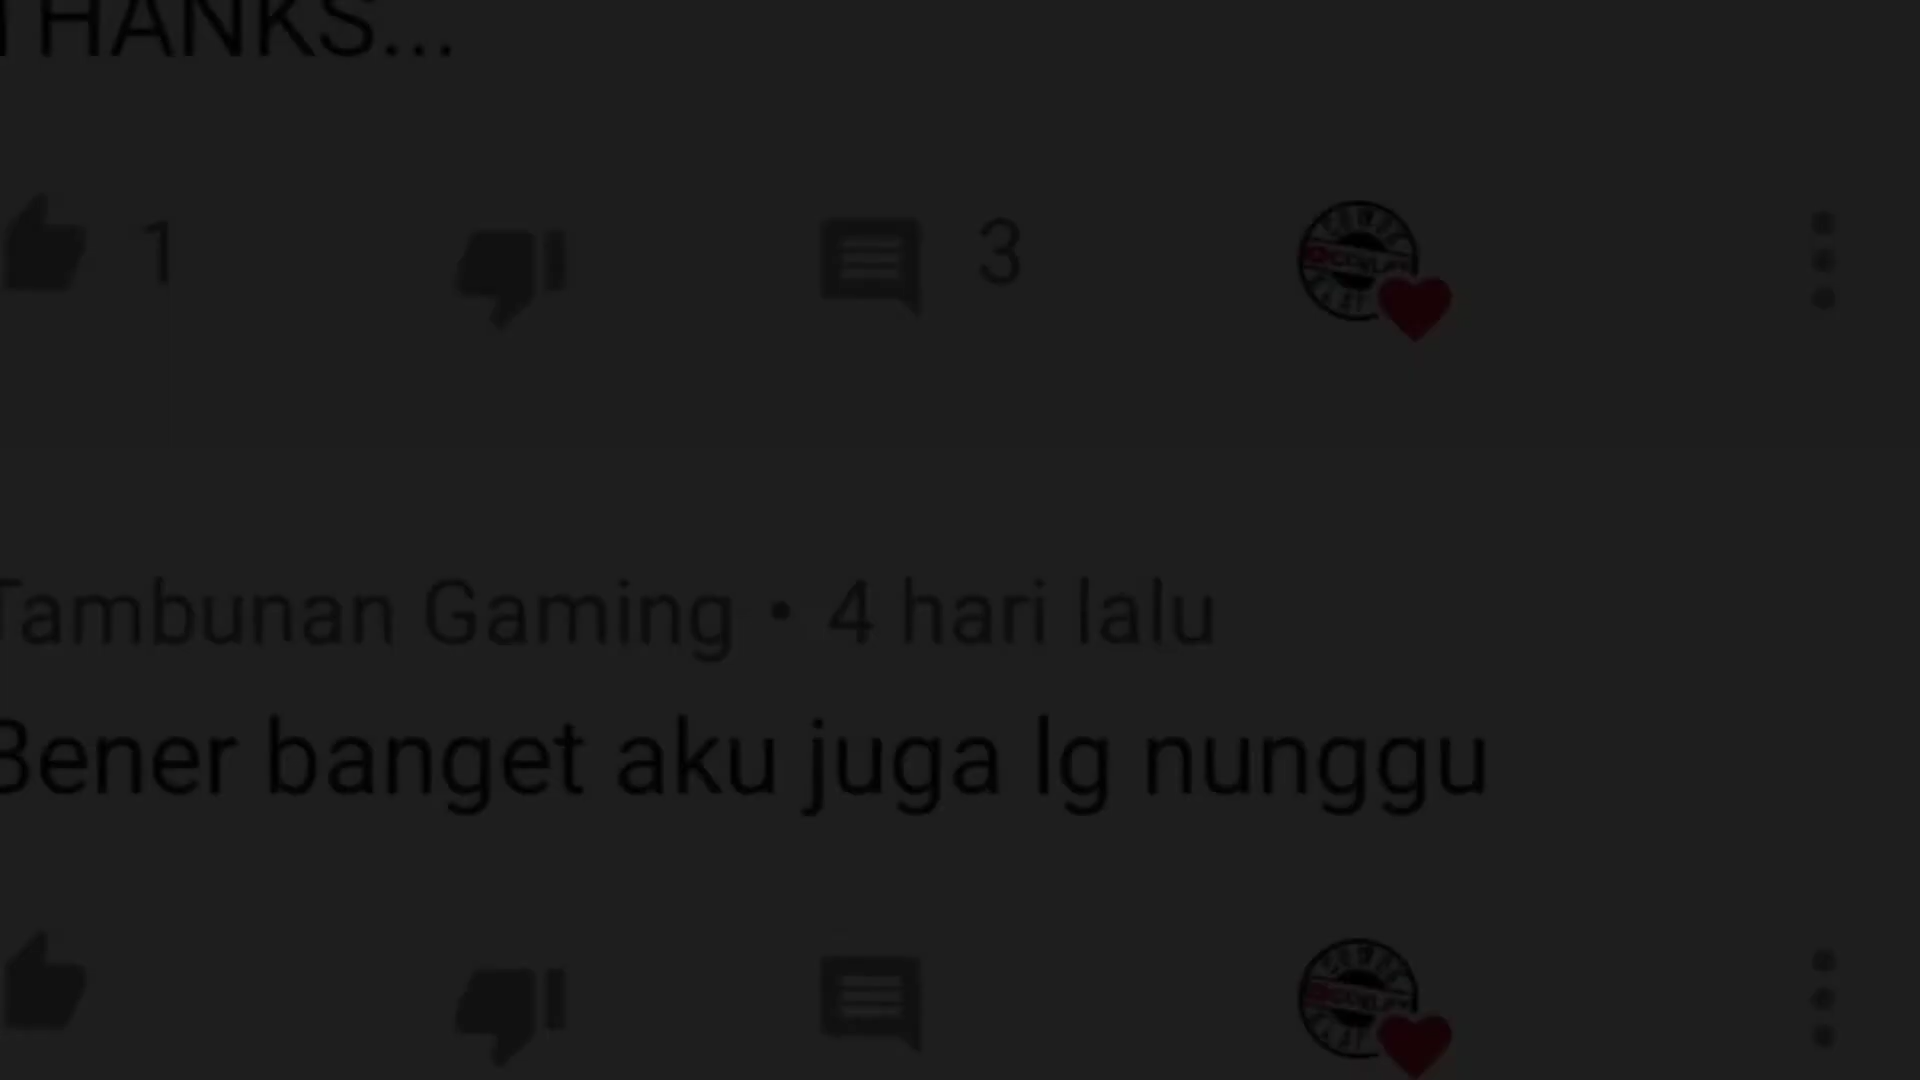 THANKS...
1
3
Tambunan Gaming • 4 hari lalu
Bener banget aku juga lg nunggu